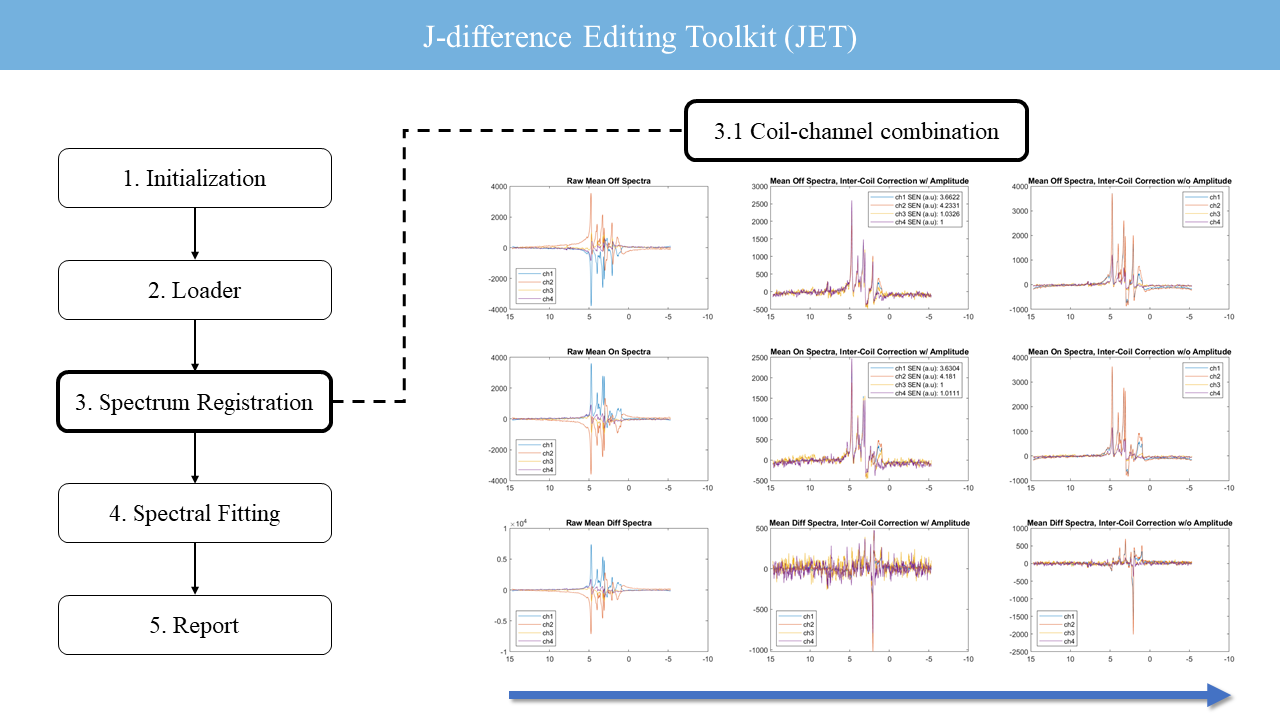 J-difference Editing Toolkit (JET)
1. Initialization
2. Loader
3. Spectrum Registration
4. Spectral Fitting
5. Report
3.1 Coil-channel combination
Raw Mean Off Spectra
4000
2000
0
-2000
-4000
15 10 5 0 -5 -10
ch1
ch2
ch3
ch4
Mean Off Spectra, Inter-Coil Correction w/ Amplitude
3000
2500
2000
1500
1000
500
0
-500
15 10 5 0 -5 -10
ch1 SEN (a.u): 3.6622
ch2 SEN (a.u): 4.2331
ch3 SEN (a.u): 1.0326
ch4 SEN (a.u): 1
Mean Off Spectra, Inter-Coil Correction w/o Amplitude
4000
3000
2000
1000
0
-1000
15 10 5 0 -5 -10
ch1
ch2
ch3
ch4
Raw Mean On Spectra
4000
2000
0
-2000
-4000
15 10 5 0 -5 -10
ch1
ch2
ch3
ch4
Mean On Spectra, Inter-Coil Correction w/ Amplitude
2500
2000
1500
1000
500
0
-500
15 10 5 0 -5 -10
ch1 SEN (a.u): 3.6304
ch2 SEN (a.u): 4.181
ch3 SEN (a.u): 1
ch4 SEN (a.u): 1.0111
Mean On Spectra, Inter-Coil Correction w/o Amplitude
4000
3000
2000
1000
0
-1000
15 10 5 0 -5 -10
ch1
ch2
ch3
ch4
Raw Mean Diff Spectra
×10⁴
1
0.5
0
-0.5
-1
15 10 5 0 -5 -10
ch1
ch2
ch3
ch4
Mean Diff Spectra, Inter-Coil Correction w/ Amplitude
500
0
-500
-1000
15 10 5 0 -5 -10
ch1
ch2
ch3
ch4
Mean Diff Spectra, Inter-Coil Correction w/o Amplitude
1000
500
0
-500
-1000
-1500
-2000
-2500
15 10 5 0 -5 -10
ch1
ch2
ch3
ch4